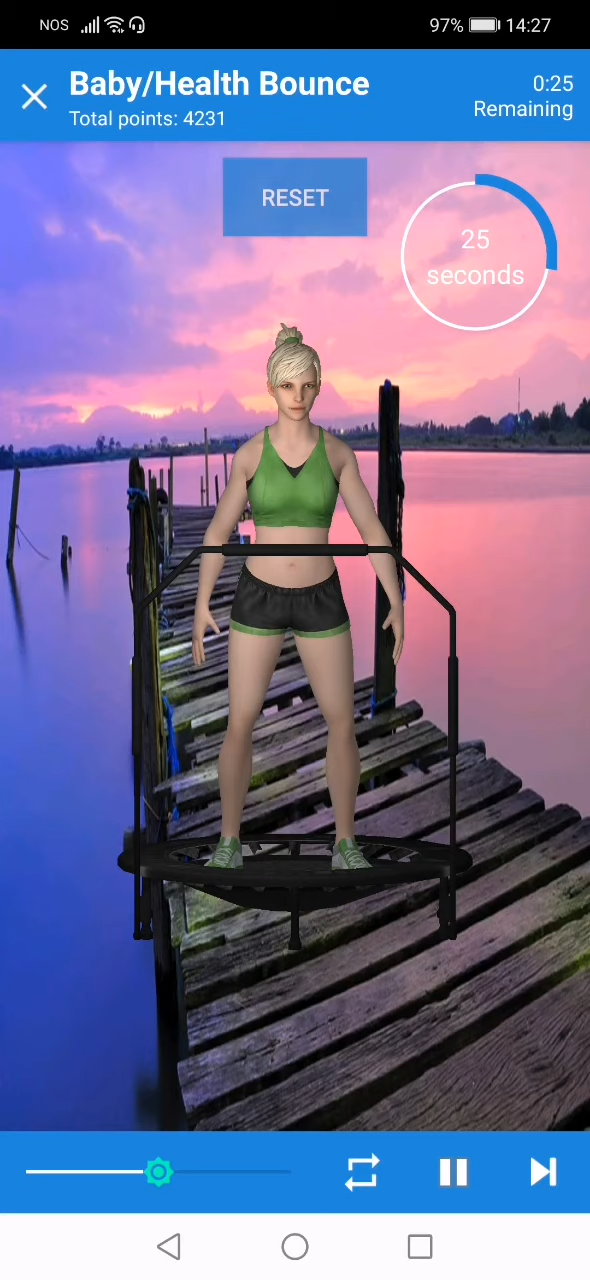 NOS 97% 14:27
Baby/Health Bounce
Total points: 4231
0:25
Remaining
RESET
25
seconds